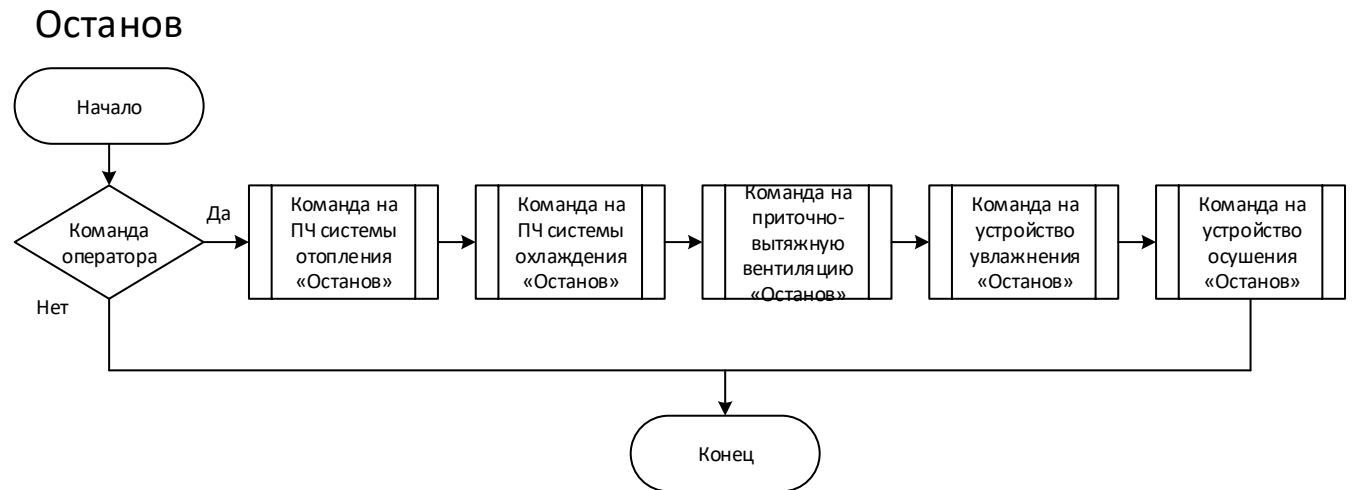 Останов
Начало
Команда
оператора
Да
Нет
Команда на
ПЧ системы
отопления
«Останов»
Команда на
ПЧ системы
охлаждения
«Останов»
Команда на
приточно-
вытяжную
вентиляцию
«Останов»
Команда на
устройство
увлажнения
«Останов»
Команда на
устройство
осушения
«Останов»
Конец